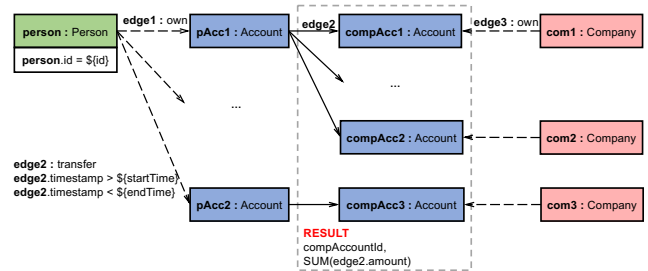 edge1 : own
edge2
edge3 : own
person : Person
pAcc1 : Account
compAcc1 : Account
com1 : Company
person.id = ${id}
...
...
compAcc2 : Account
com2 : Company
edge2 : transfer
edge2.timestamp > ${startTime}
edge2.timestamp < ${endTime}
pAcc2 : Account
compAcc3 : Account
com3 : Company
RESULT
compAccountId,
SUM(edge2.amount)